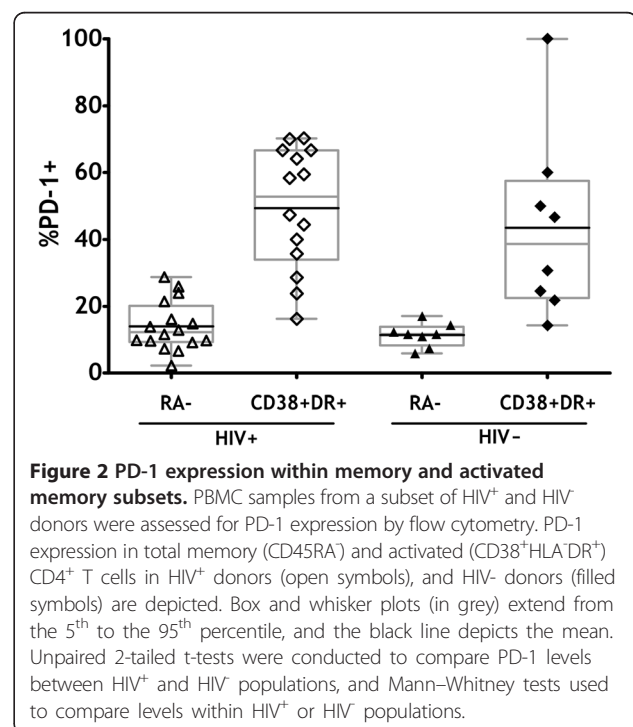 100
80
60
40
20
0
%PD-1+
RA- CD38+DR+ RA- CD38+DR+
HIV+ HIV-
Figure 2 PD-1 expression within memory and activated
memory subsets. PBMC samples from a subset of HIV⁺ and HIV⁻
donors were assessed for PD-1 expression by flow cytometry. PD-1
expression in total memory (CD45RA⁻) and activated (CD38⁺HLA⁻DR⁺)
CD4⁺ T cells in HIV⁺ donors (open symbols), and HIV- donors (filled
symbols) are depicted. Box and whisker plots (in grey) extend from
the 5ᵗʰ to the 95ᵗʰ percentile, and the black line depicts the mean.
Unpaired 2-tailed t-tests were conducted to compare PD-1 levels
between HIV⁺ and HIV⁻ populations, and Mann–Whitney tests used
to compare levels within HIV⁺ or HIV⁻ populations.